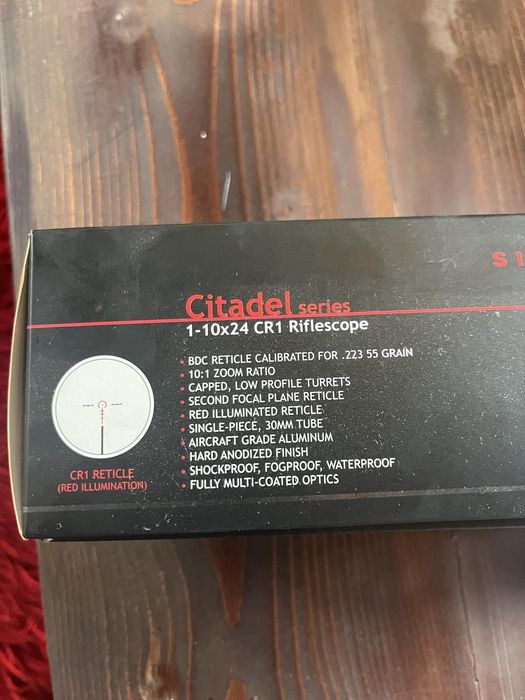 Citadel series
1-10x24 CR1 Riflescope
• BDC RETICLE CALIBRATED FOR .223 55 GRAIN
• 10:1 ZOOM RATIO
• CAPPED, LOW PROFILE TURRETS
• SECOND FOCAL PLANE RETICLE
• RED ILLUMINATED RETICLE
• SINGLE-PIECE, 30MM TUBE
• AIRCRAFT GRADE ALUMINUM
• HARD ANODIZED FINISH
• SHOCKPROOF, FOGPROOF, WATERPROOF
• FULLY MULTI-COATED OPTICS
CR1 RETICLE
(RED ILLUMINATION)